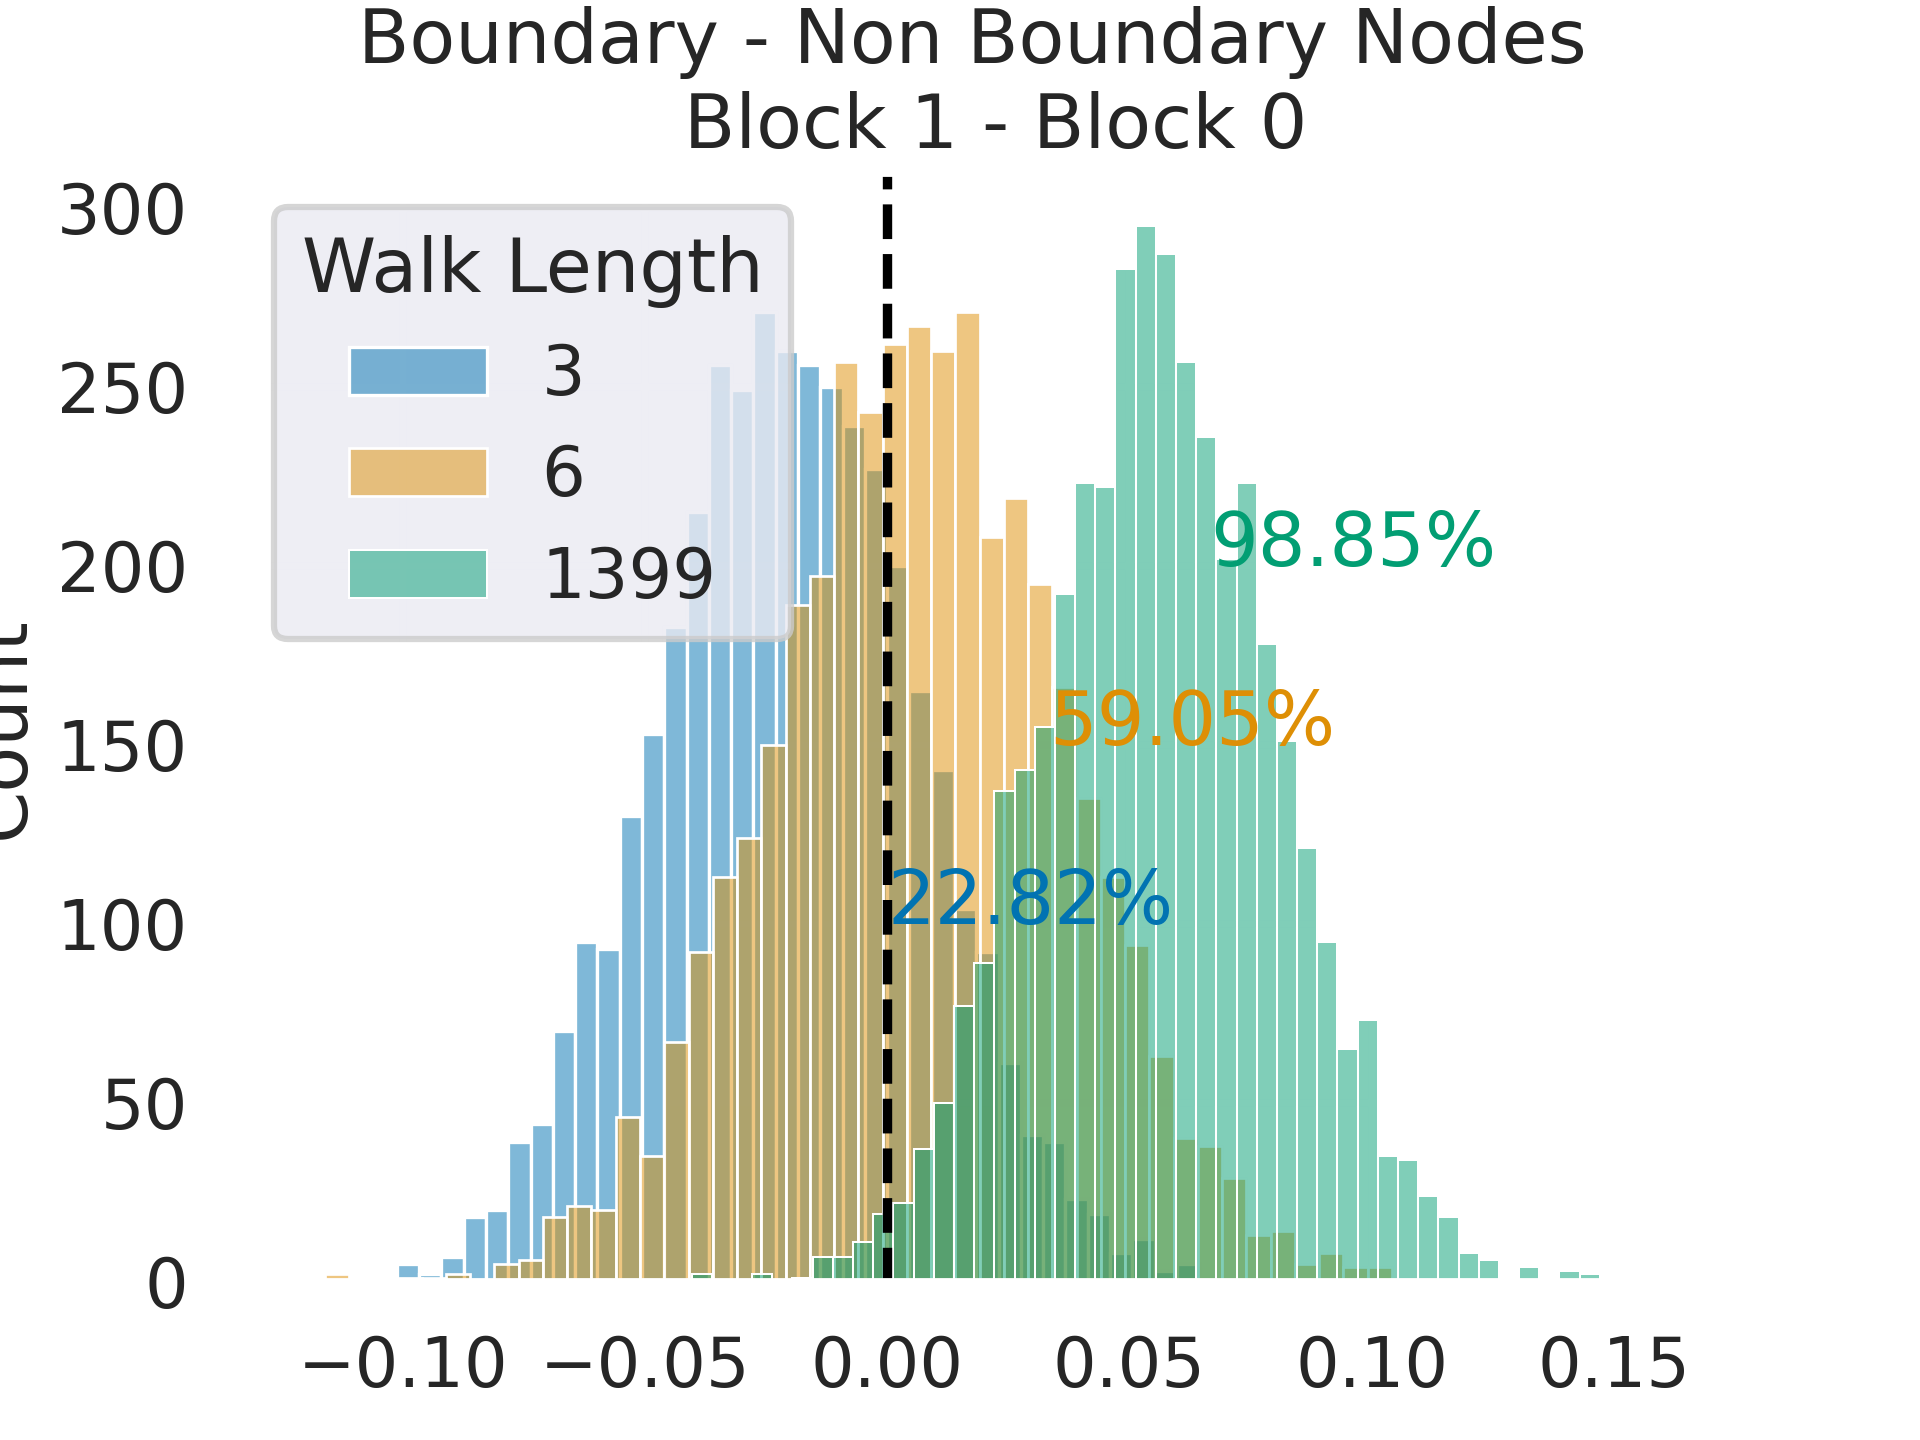 Boundary - Non Boundary Nodes
Block 1 - Block 0
Walk Length
3
6
1399
300
250
200
150
100
50
0
Count
98.85%
59.05%
22.82%
−0.10 −0.05 0.00 0.05 0.10 0.15